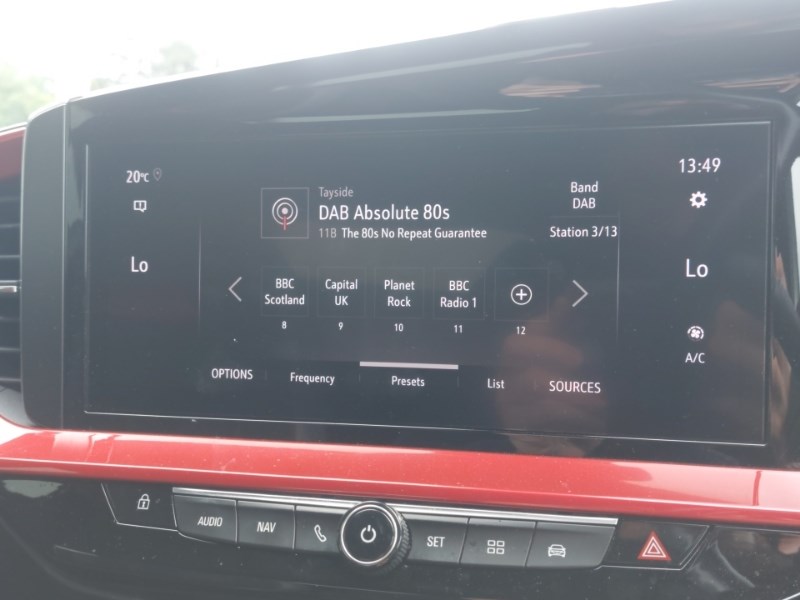 20°C
13:49
Tayside
DAB Absolute 80s
11B The 80s No Repeat Guarantee
Band
DAB
Station 3/13
Lo
Lo
BBC
Scotland
8
Capital
UK
9
Planet
Rock
10
BBC
Radio 1
11
12
A/C
OPTIONS
Frequency
Presets
List
SOURCES
AUDIO
NAV
SET